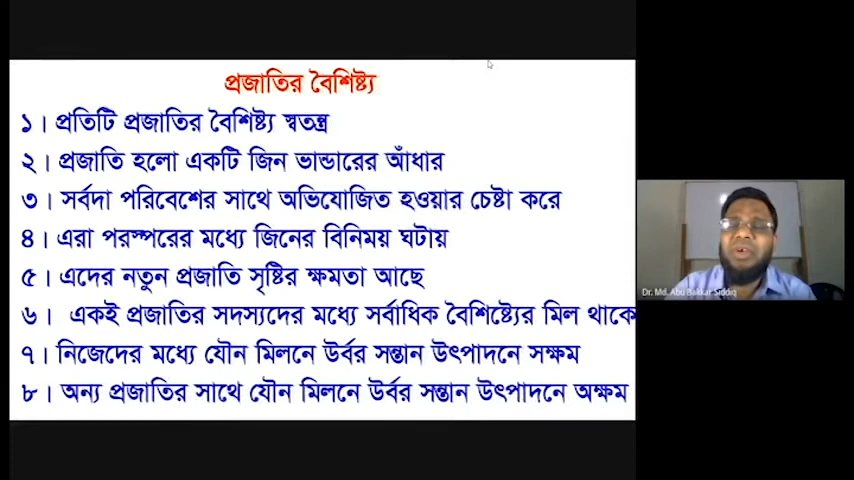 প্রজাতির বৈশিষ্ট্য
১। প্রতিটি প্রজাতির বৈশিষ্ট্য স্বতন্ত্র
২। প্রজাতি হলো একটি জিন ভান্ডারের আঁধার
৩। সর্বদা পরিবেশের সাথে অভিযোজিত হওয়ার চেষ্টা করে
৪। এরা পরস্পরের মধ্যে জিনের বিনিময় ঘটায়
৫। এদের নতুন প্রজাতি সৃষ্টির ক্ষমতা আছে
৬। একই প্রজাতির সদস্যদের মধ্যে সর্বাধিক বৈশিষ্ট্যের মিল থাকে
৭। নিজেদের মধ্যে যৌন মিলনে উর্বর সন্তান উৎপাদনে সক্ষম
৮। অন্য প্রজাতির সাথে যৌন মিলনে উর্বর সন্তান উৎপাদনে অক্ষম
Dr. Md. Abu Bakkar Siddiq